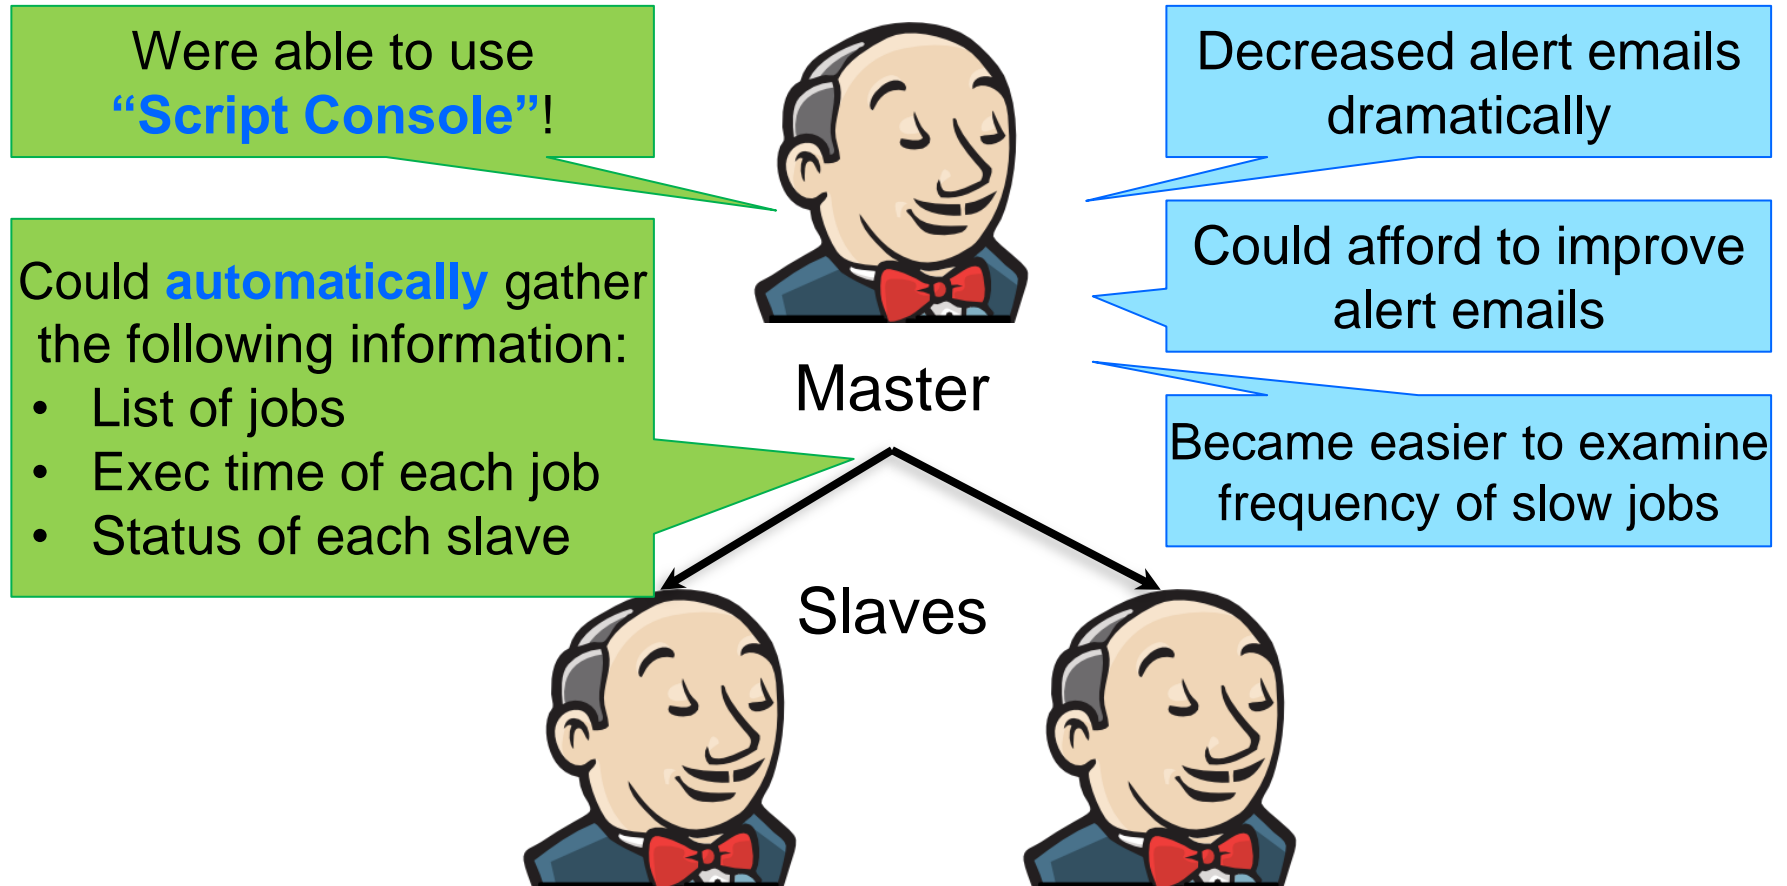 Were able to use
“Script Console”!
Could automatically gather
the following information:
• List of jobs
• Exec time of each job
• Status of each slave
Master
Slaves
Decreased alert emails
dramatically
Could afford to improve
alert emails
Became easier to examine
frequency of slow jobs